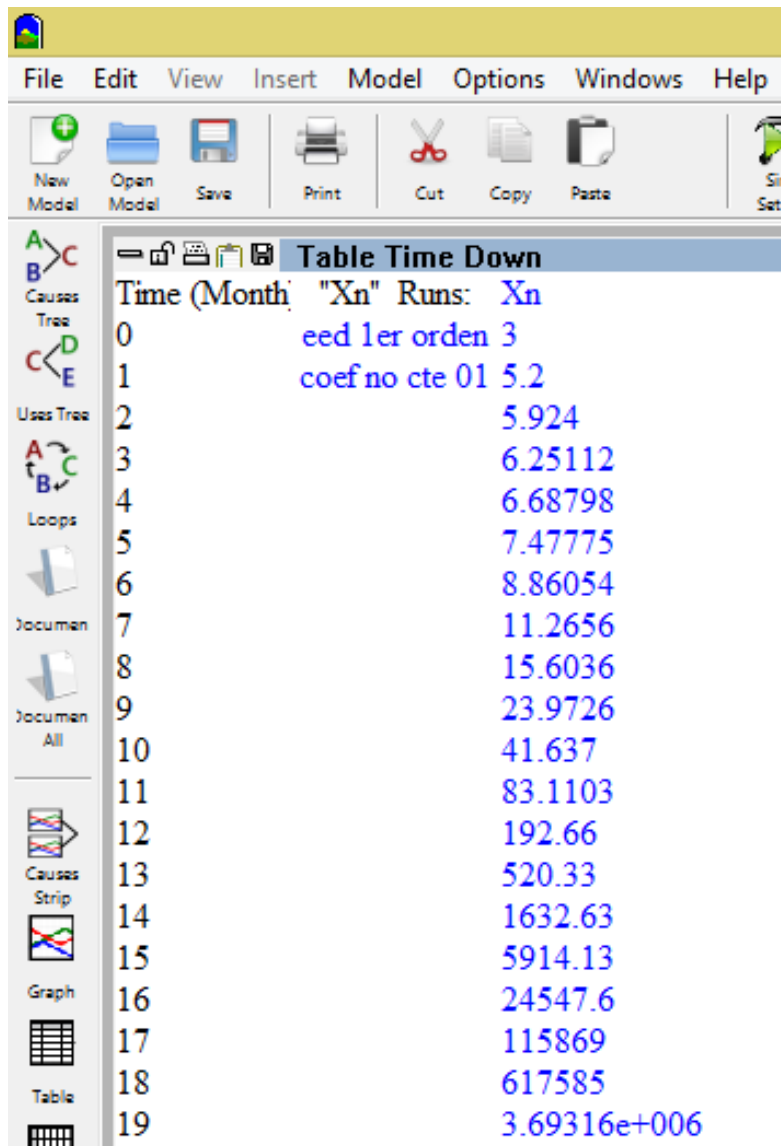 File Edit View Insert Model Options Windows Help
New Model
Open Model
Save
Print
Cut
Copy
Paste
Si
Set
A B C
Causes Tree
C D E
Uses Tree
A C B
Loops
Documen
Documen All
Causes Strip
Graph
Table
Table Time Down
Time (Month) "Xn" Runs: Xn
0 eed 1er orden 3
1 coef no cte 01 5.2
2 5.924
3 6.25112
4 6.68798
5 7.47775
6 8.86054
7 11.2656
8 15.6036
9 23.9726
10 41.637
11 83.1103
12 192.66
13 520.33
14 1632.63
15 5914.13
16 24547.6
17 115869
18 617585
19 3.69316e+006